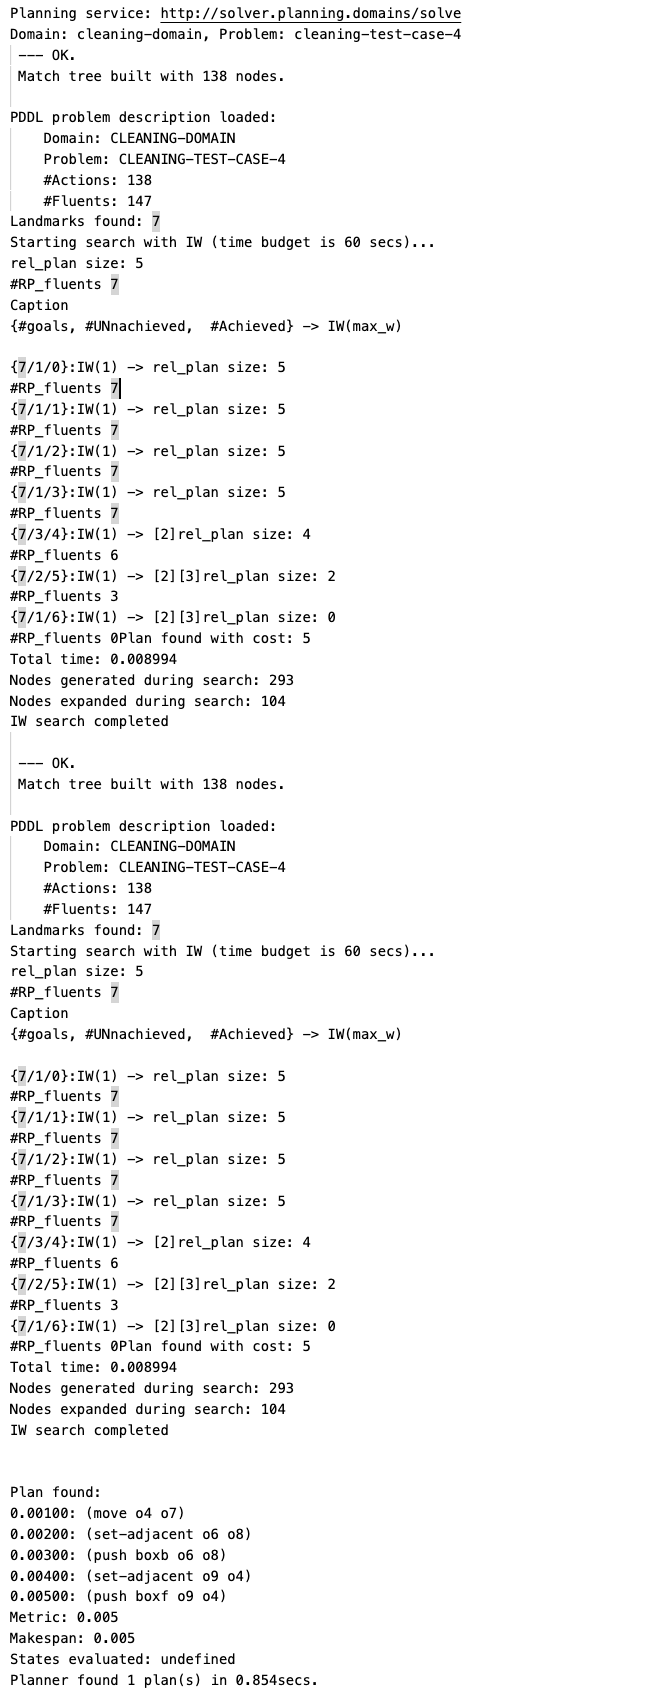 Planning service: http://solver.planning.domains/solve
Domain: cleaning-domain, Problem: cleaning-test-case-4
--- OK.
Match tree built with 138 nodes.
PDDL problem description loaded:
Domain: CLEANING-DOMAIN
Problem: CLEANING-TEST-CASE-4
#Actions: 138
#Fluents: 147
Landmarks found: 7
Starting search with IW (time budget is 60 secs)...
rel_plan size: 5
#RP_fluents 7
Caption
{#goals, #UNnachieved,  #Achieved} -> IW(max_w)
{7/1/0}:IW(1) -> rel_plan size: 5
#RP_fluents 7
{7/1/1}:IW(1) -> rel_plan size: 5
#RP_fluents 7
{7/1/2}:IW(1) -> rel_plan size: 5
#RP_fluents 7
{7/1/3}:IW(1) -> rel_plan size: 5
#RP_fluents 7
{7/3/4}:IW(1) -> [2]rel_plan size: 4
#RP_fluents 6
{7/2/5}:IW(1) -> [2][3]rel_plan size: 2
#RP_fluents 3
{7/1/6}:IW(1) -> [2][3]rel_plan size: 0
#RP_fluents 0Plan found with cost: 5
Total time: 0.008994
Nodes generated during search: 293
Nodes expanded during search: 104
IW search completed
--- OK.
Match tree built with 138 nodes.
PDDL problem description loaded:
Domain: CLEANING-DOMAIN
Problem: CLEANING-TEST-CASE-4
#Actions: 138
#Fluents: 147
Landmarks found: 7
Starting search with IW (time budget is 60 secs)...
rel_plan size: 5
#RP_fluents 7
Caption
{#goals, #UNnachieved,  #Achieved} -> IW(max_w)
{7/1/0}:IW(1) -> rel_plan size: 5
#RP_fluents 7
{7/1/1}:IW(1) -> rel_plan size: 5
#RP_fluents 7
{7/1/2}:IW(1) -> rel_plan size: 5
#RP_fluents 7
{7/1/3}:IW(1) -> rel_plan size: 5
#RP_fluents 7
{7/3/4}:IW(1) -> [2]rel_plan size: 4
#RP_fluents 6
{7/2/5}:IW(1) -> [2][3]rel_plan size: 2
#RP_fluents 3
{7/1/6}:IW(1) -> [2][3]rel_plan size: 0
#RP_fluents 0Plan found with cost: 5
Total time: 0.008994
Nodes generated during search: 293
Nodes expanded during search: 104
IW search completed
Plan found:
0.00100: (move o4 o7)
0.00200: (set-adjacent o6 o8)
0.00300: (push boxb o6 o8)
0.00400: (set-adjacent o9 o4)
0.00500: (push boxf o9 o4)
Metric: 0.005
Makespan: 0.005
States evaluated: undefined
Planner found 1 plan(s) in 0.854secs.